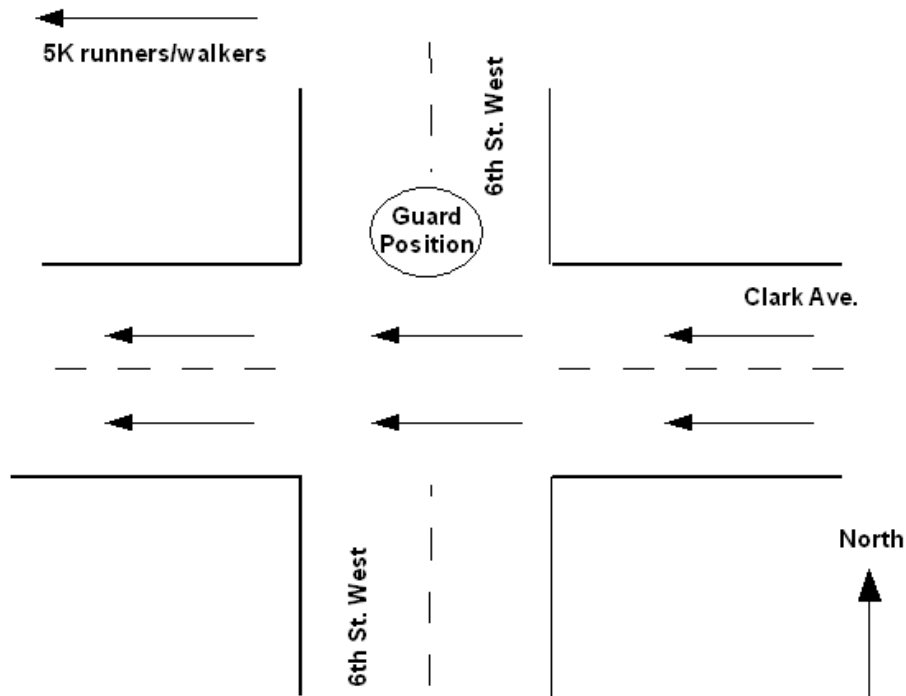 5K runners/walkers
6th St. West
Guard
Position
Clark Ave.
North
6th St. West